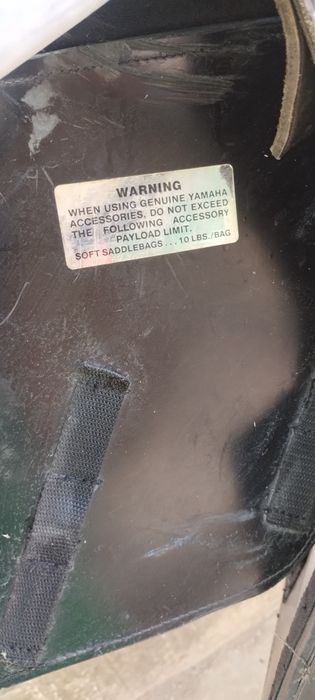 WARNING
WHEN USING GENUINE YAMAHA
ACCESSORIES, DO NOT EXCEED
THE FOLLOWING ACCESSORY
PAYLOAD LIMIT.
SOFT SADDLEBAGS . . . 10 LBS./BAG